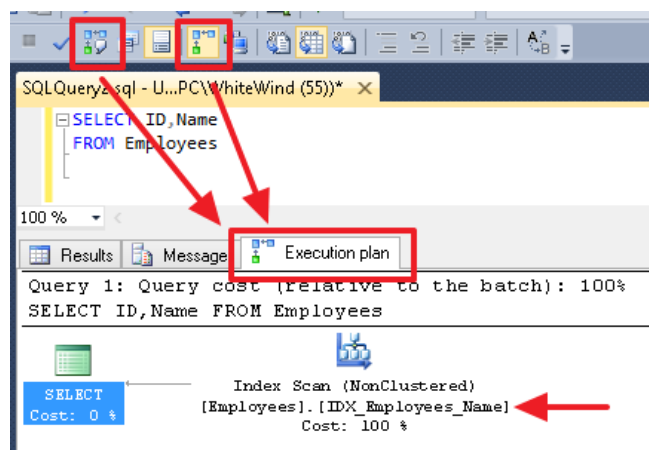 SQLQuery2.sql - U...PC\WhiteWind (55))*
SELECT ID,Name
FROM Employees
100 %
Results Message Execution plan
Query 1: Query cost (relative to the batch): 100%
SELECT ID,Name FROM Employees
SELECT
Cost: 0 %
Index Scan (NonClustered)
[Employees].[IDX_Employees_Name]
Cost: 100 %